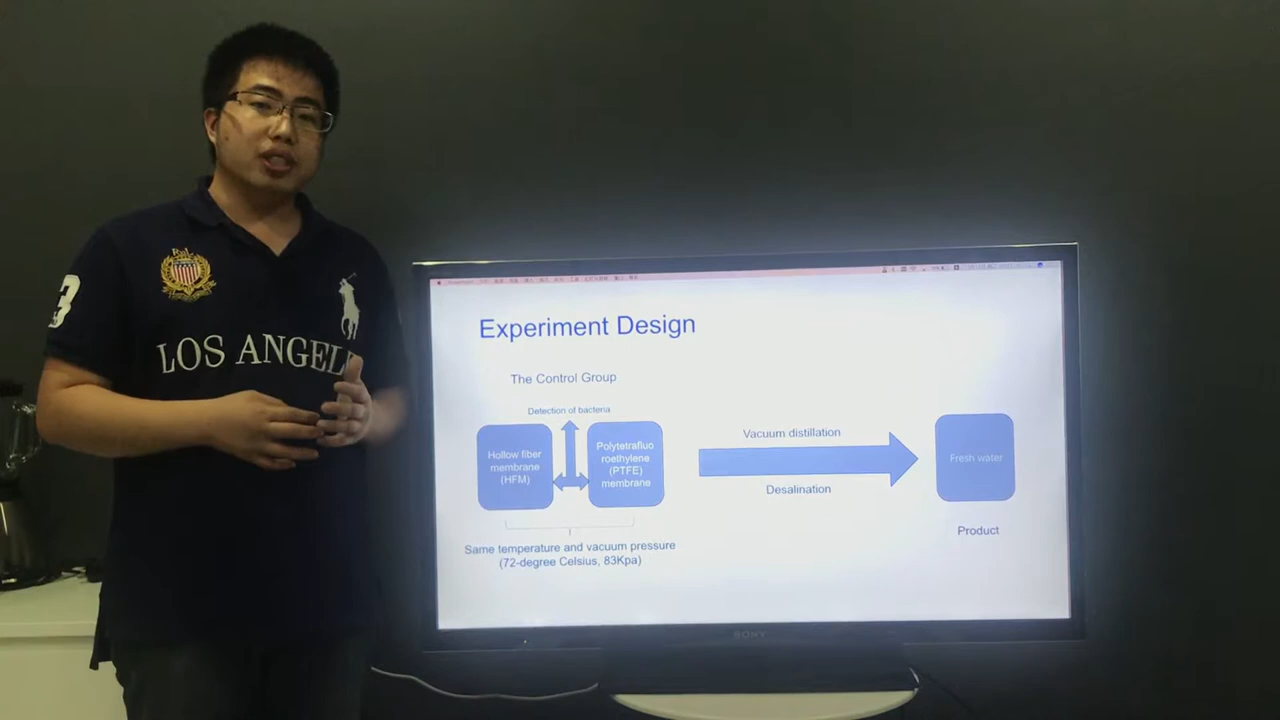 3
LOS ANGEL
Experiment Design
The Control Group
Detection of bacteria
Hollow fiber
membrane
(HFM)
Polytetrafluo
roethylene
(PTFE)
membrane
Same temperature and vacuum pressure
(72-degree Celsius, 83Kpa)
Vacuum distillation
Desalination
Fresh water
Product
SONY